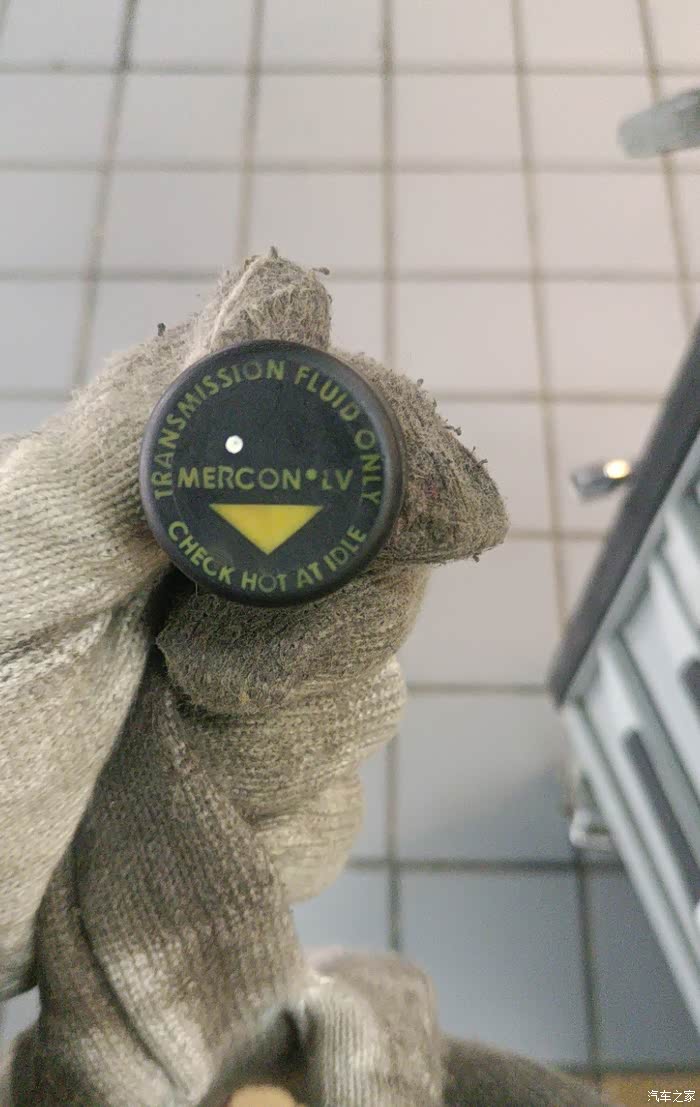 TRANSMISSION FLUID ONLY
MERCON®LV
CHECK HOT AT IDLE
汽车之家